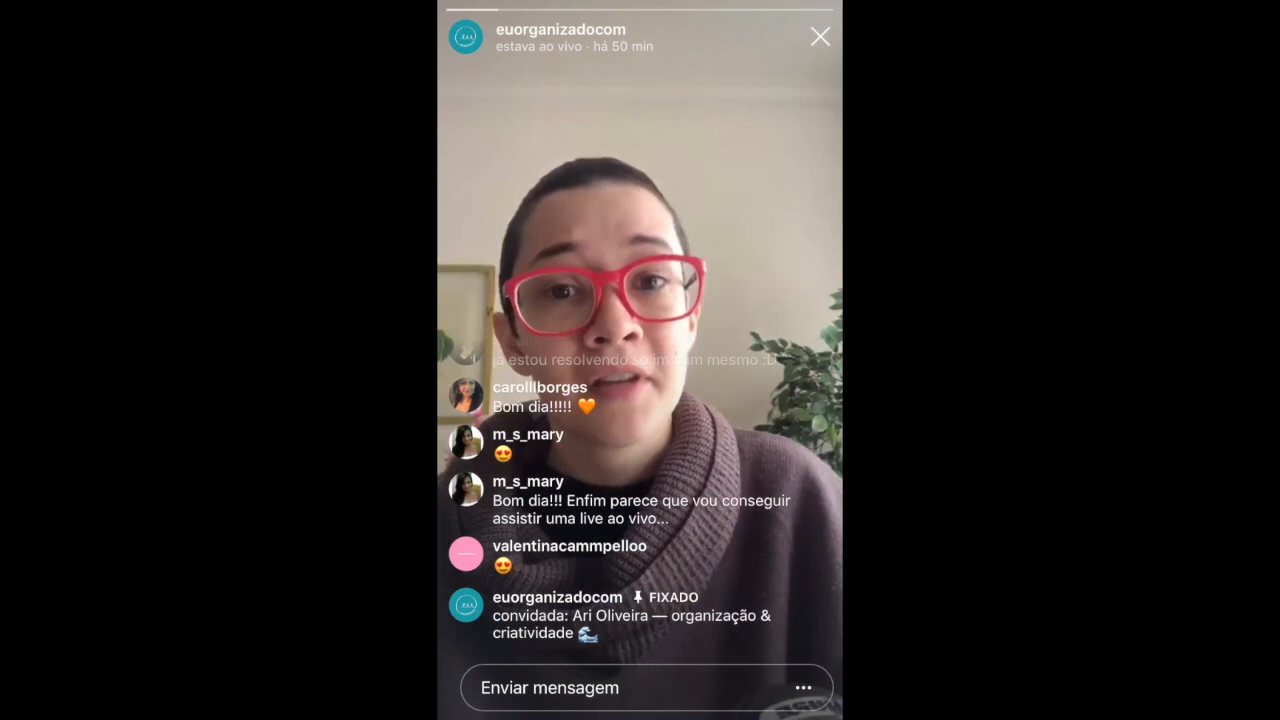 euorganizadocom
estava ao vivo · há 50 min
já estou resolvendo mesmo :D
carolllborges
Bom dia!!!!! 🧡
m_s_mary
😍
m_s_mary
Bom dia!!! Enfim parece que vou conseguir
assistir uma live ao vivo...
valentinacammpelloo
😍
euorganizadocom FIXADO
convidada: Ari Oliveira — organização &
criatividade 🌊
Enviar mensagem